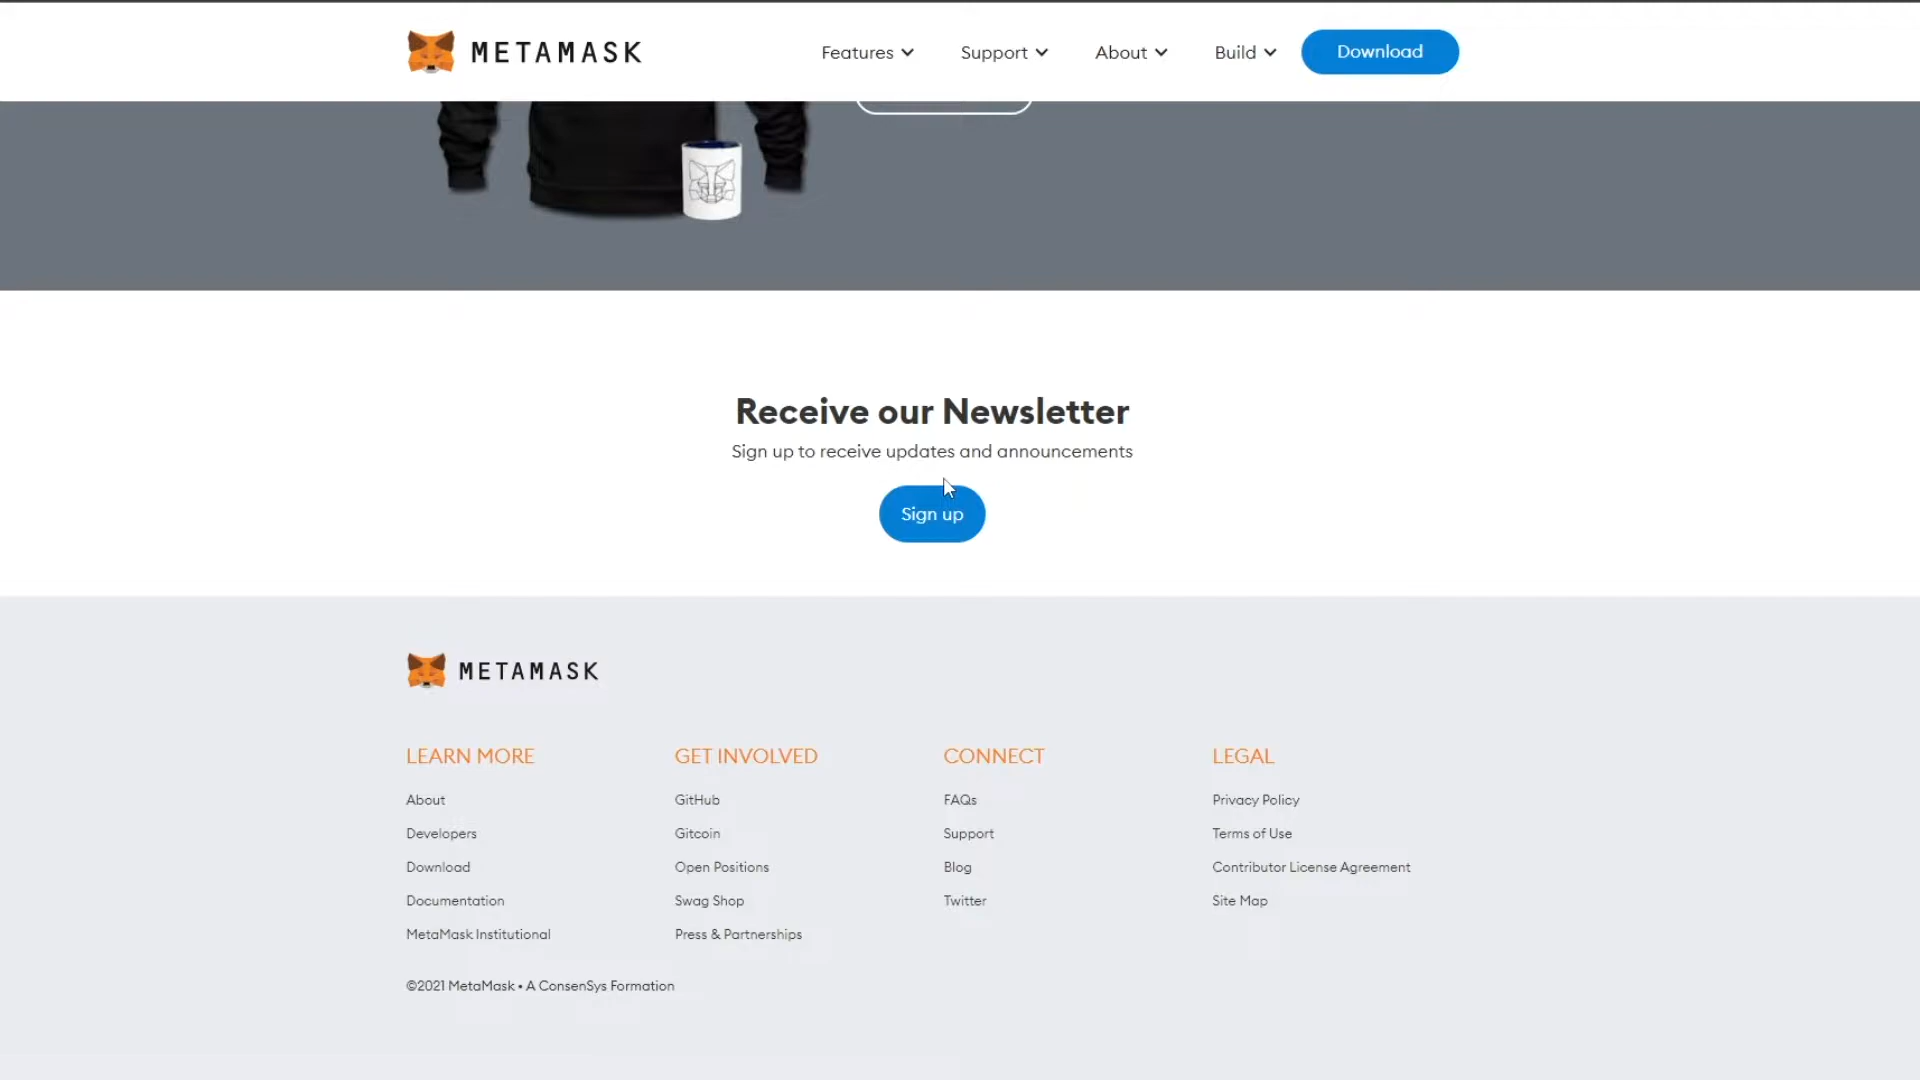 METAMASK
Features
Support
About
Build
Download
Receive our Newsletter
Sign up to receive updates and announcements
Sign up
METAMASK
LEARN MORE
About
Developers
Download
Documentation
MetaMask Institutional
GET INVOLVED
GitHub
Gitcoin
Open Positions
Swag Shop
Press & Partnerships
CONNECT
FAQs
Support
Blog
Twitter
LEGAL
Privacy Policy
Terms of Use
Contributor License Agreement
Site Map
©2021 MetaMask • A ConsenSys Formation